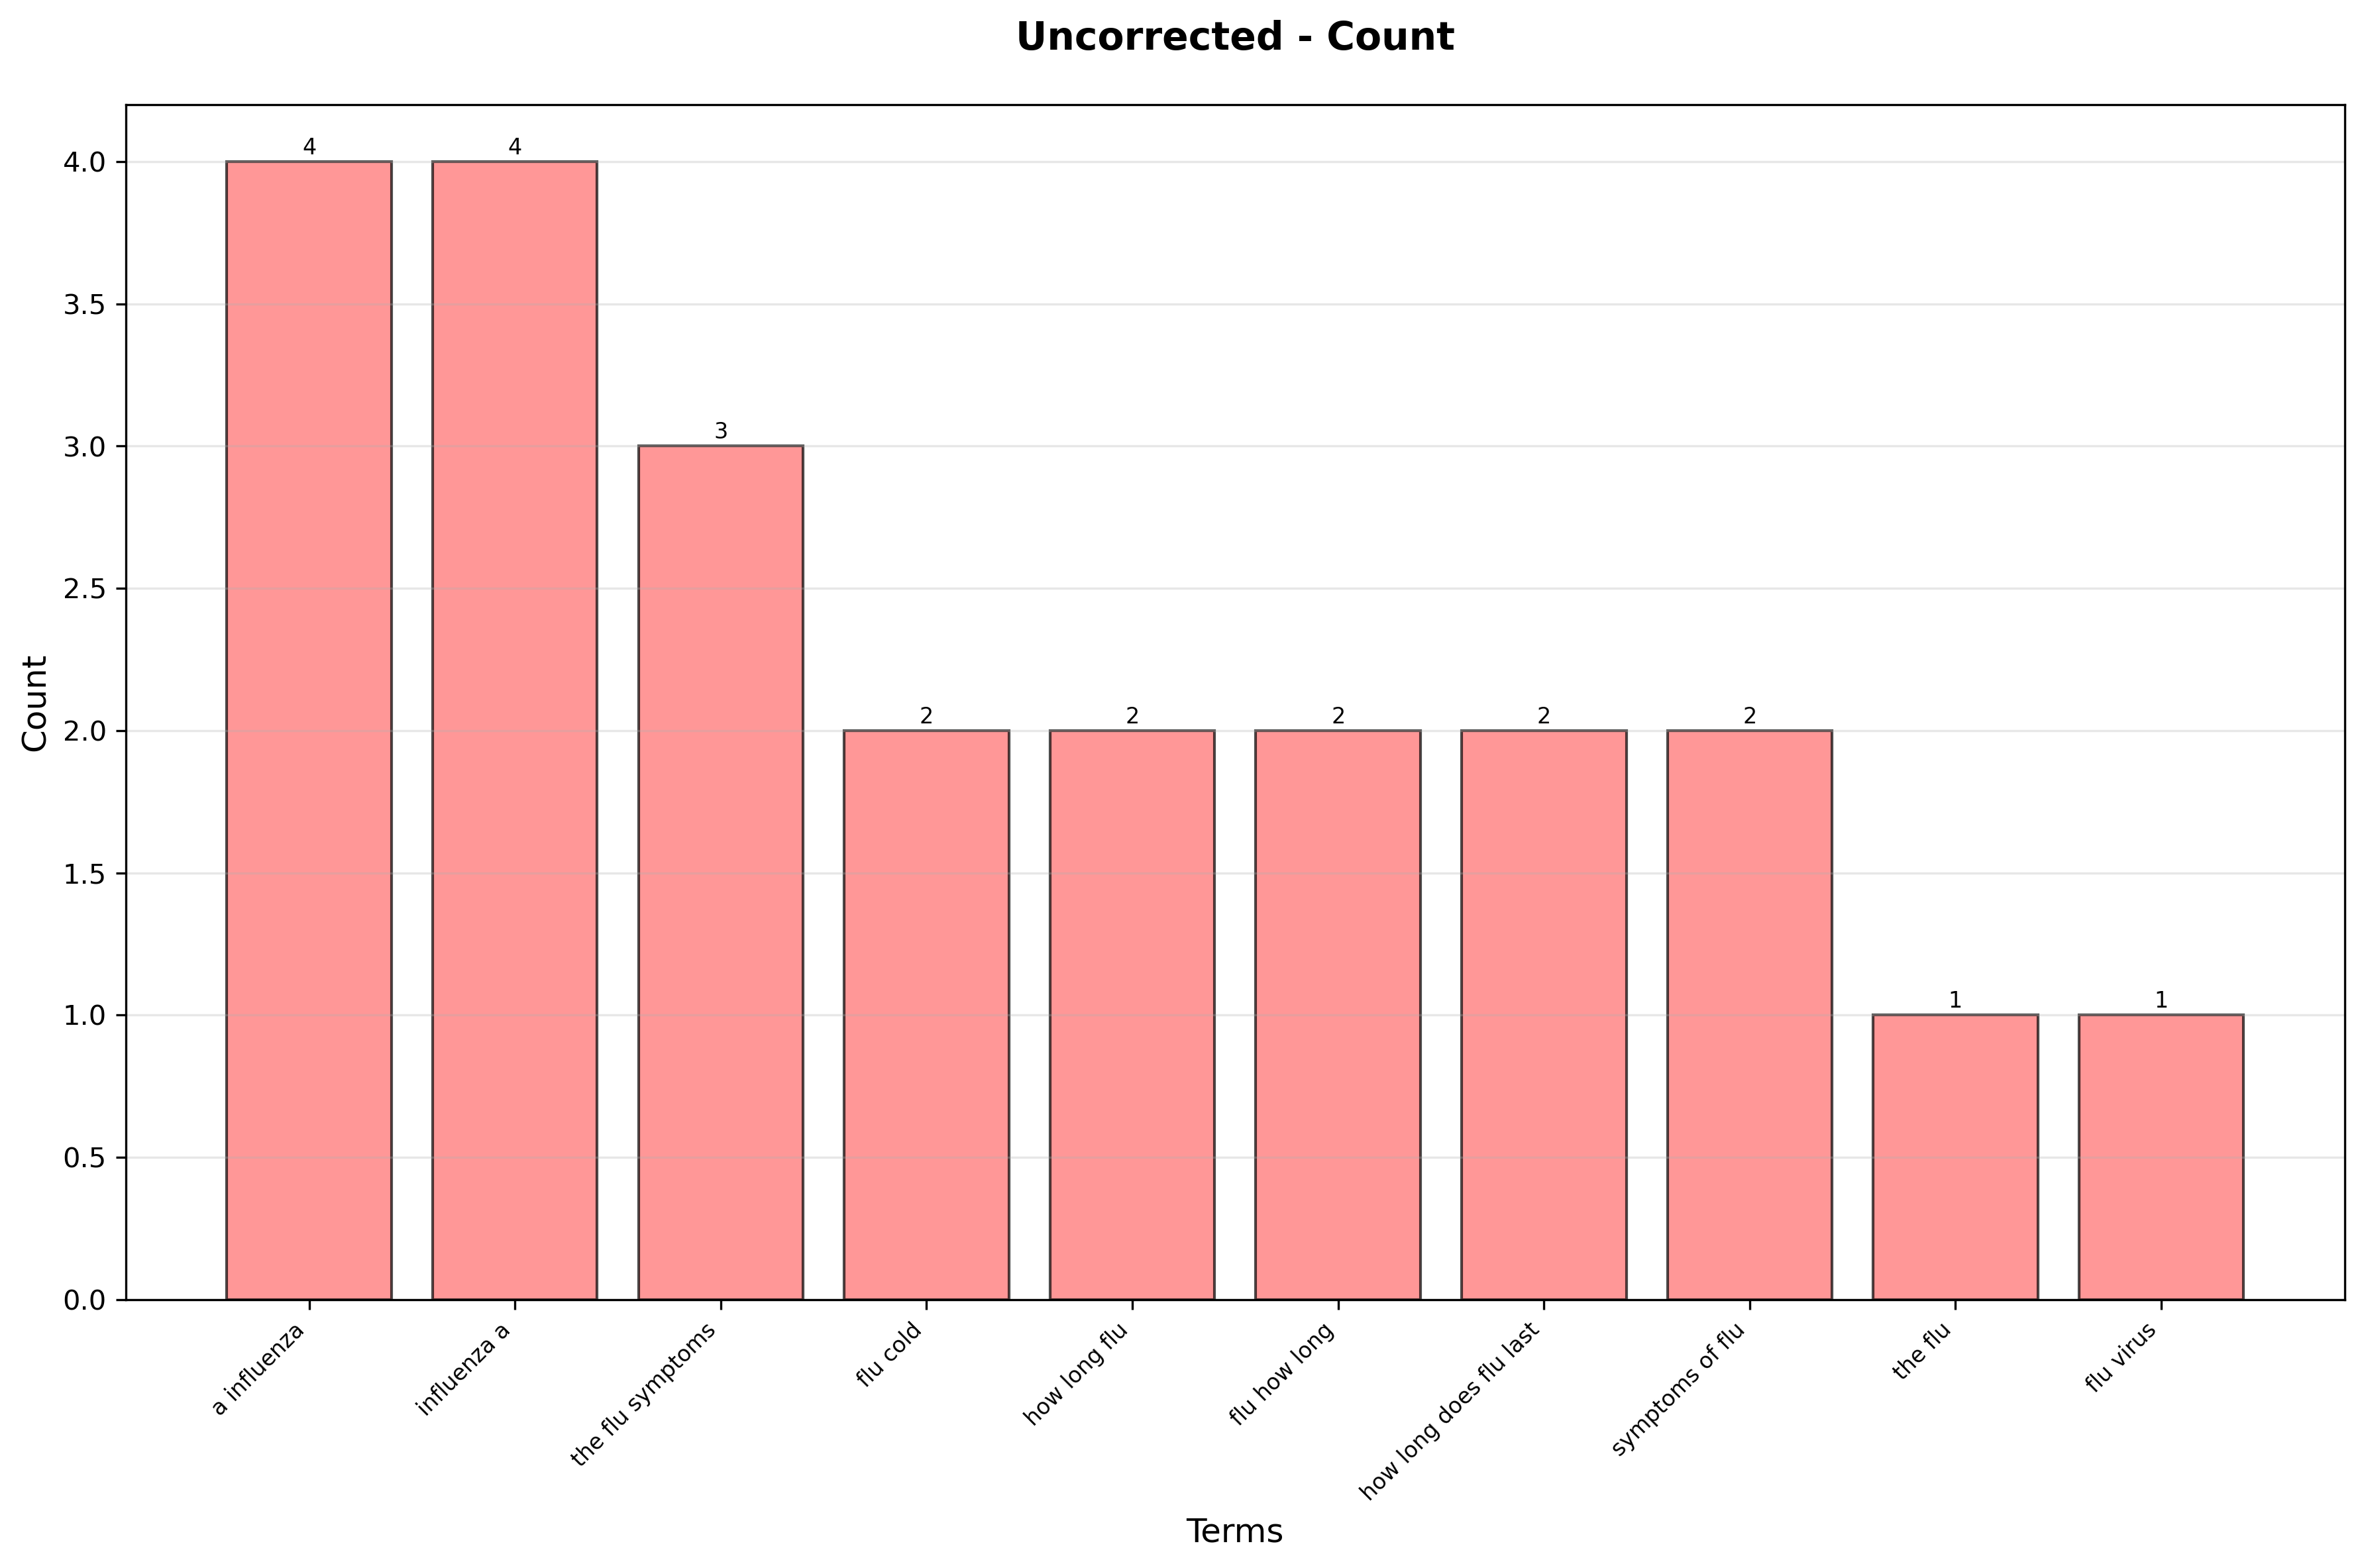 Uncorrected - Count
Count
4.0
3.5
3.0
2.5
2.0
1.5
1.0
0.5
0.0
4
4
3
2
2
2
2
2
1
1
a influenza
influenza a
the flu symptoms
flu cold
how long flu
flu how long
how long does flu last
symptoms of flu
the flu
flu virus
Terms